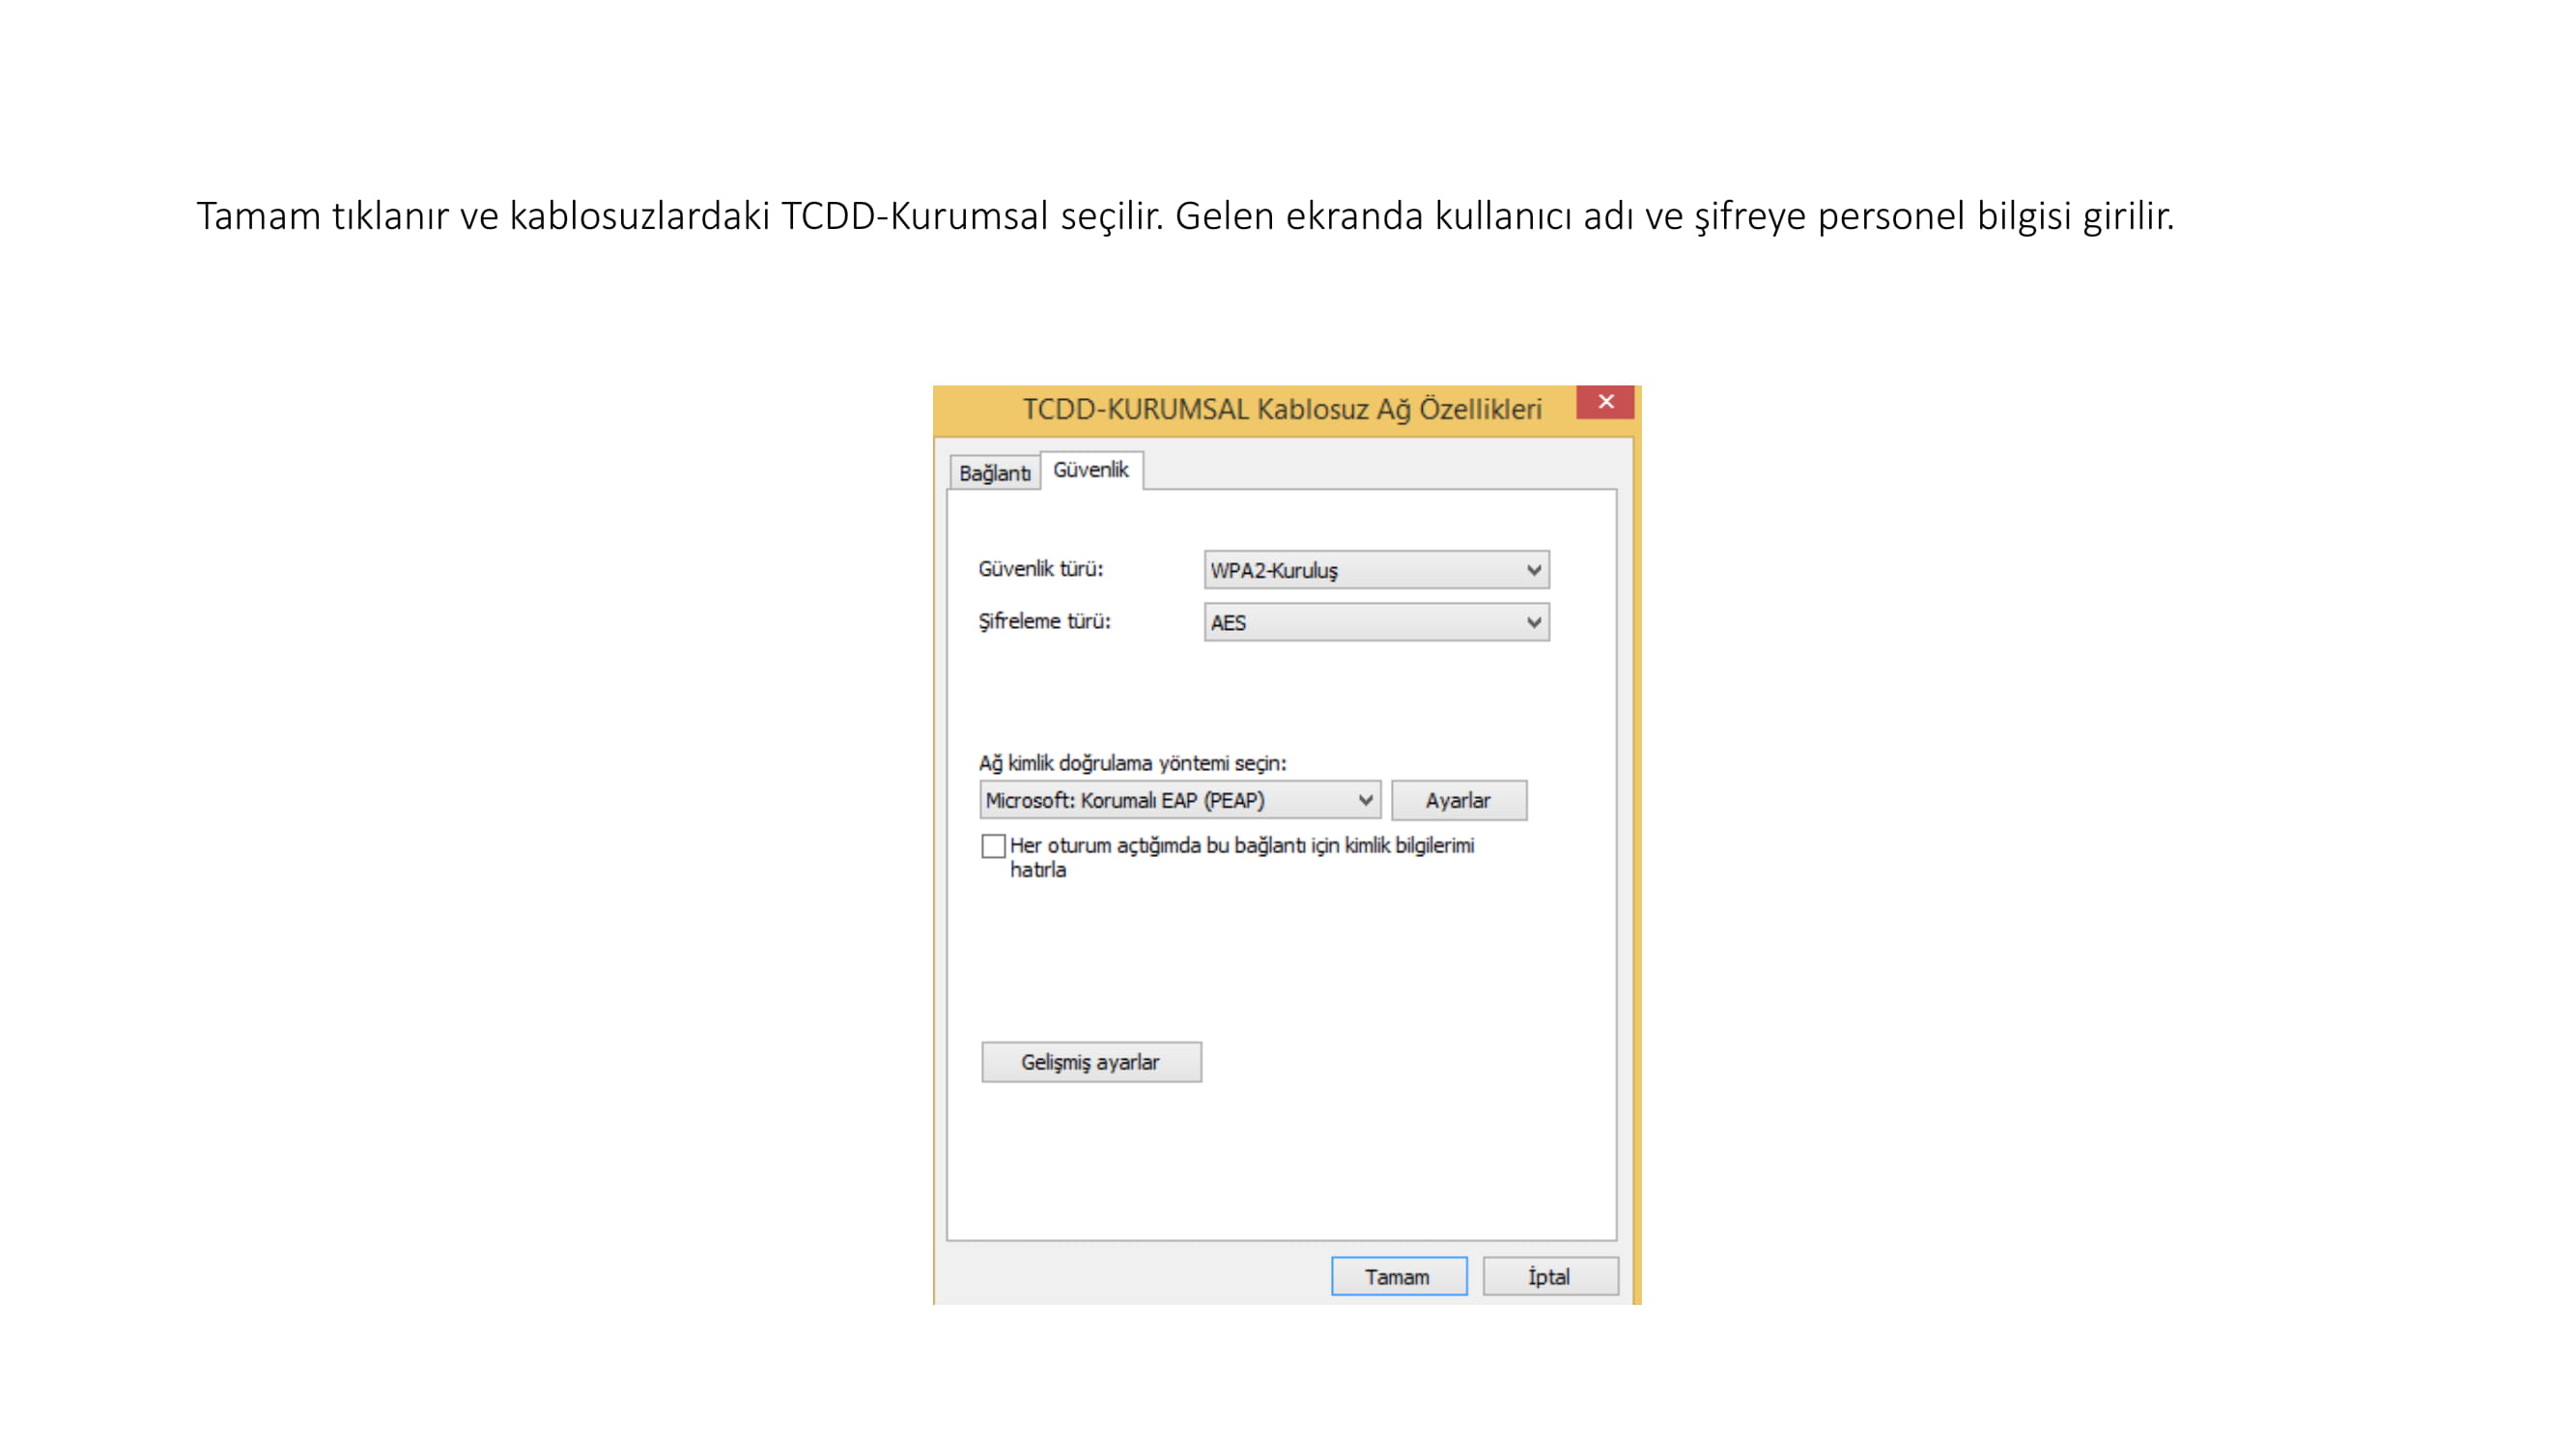 Tamam tıklanır ve kablosuzlardaki TCDD-Kurumsal seçilir. Gelen ekranda kullanıcı adı ve şifreye personel bilgisi girilir.
TCDD-KURUMSAL Kablosuz Ağ Özellikleri
Bağlantı Güvenlik
Güvenlik türü: WPA2-Kuruluş
Şifreleme türü: AES
Ağ kimlik doğrulama yöntemi seçin:
Microsoft: Korumalı EAP (PEAP) Ayarlar
Her oturum açtığımda bu bağlantı için kimlik bilgilerimi
hatırla
Gelişmiş ayarlar
Tamam İptal